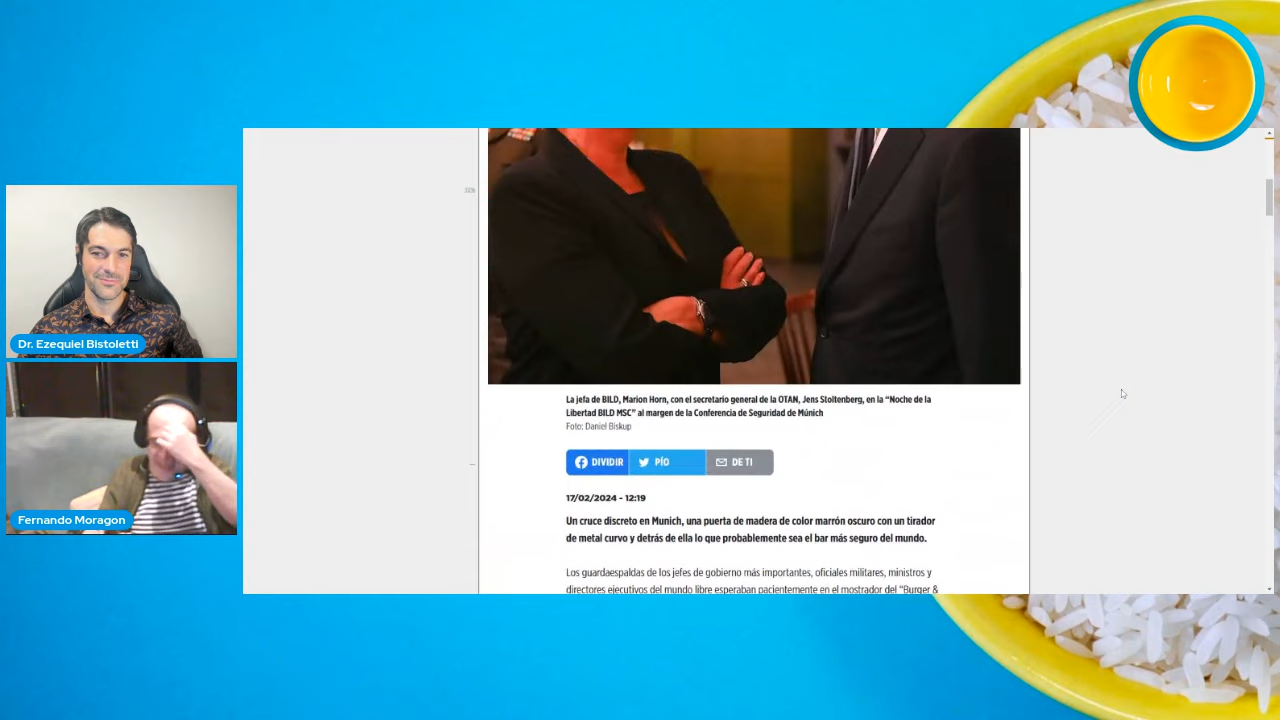 Dr. Ezequiel Bistoletti
Fernando Moragon
La jefa de BILD, Marion Horn, con el secretario general de la OTAN, Jens Stoltenberg, en la “Noche de la
Libertad BILD MSC” al margen de la Conferencia de Seguridad de Múnich
Foto: Daniel Biskup
DIVIDIR
PÍO
DE TI
17/02/2024 - 12:19
Un cruce discreto en Munich, una puerta de madera de color marrón oscuro con un tirador
de metal curvo y detrás de ella lo que probablemente sea el bar más seguro del mundo.
Los guardaespaldas de los jefes de gobierno más importantes, oficiales militares, ministros y
directores ejecutivos del mundo libre esperaban pacientemente en el mostrador del “Burger &